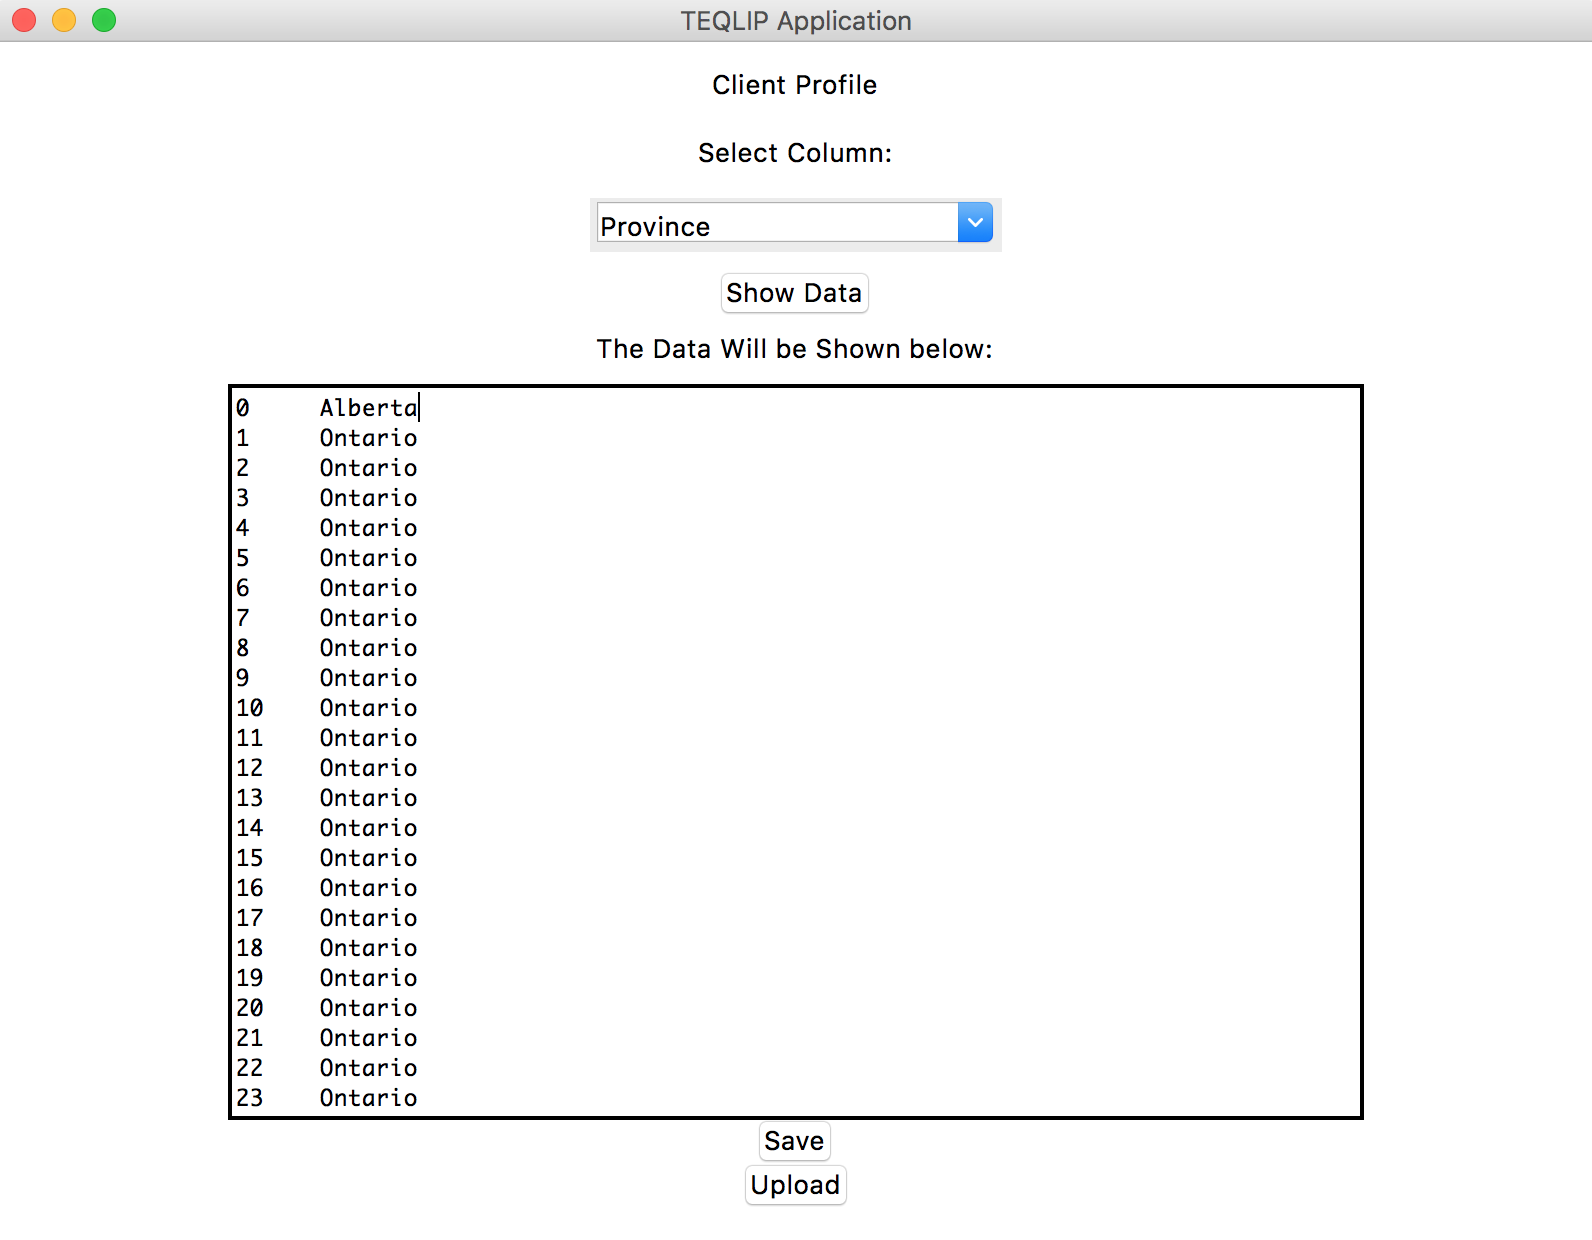 TEQLIP Application
Client Profile
Select Column:
Province
Show Data
The Data Will be Shown below:
0 Alberta
1 Ontario
2 Ontario
3 Ontario
4 Ontario
5 Ontario
6 Ontario
7 Ontario
8 Ontario
9 Ontario
10 Ontario
11 Ontario
12 Ontario
13 Ontario
14 Ontario
15 Ontario
16 Ontario
17 Ontario
18 Ontario
19 Ontario
20 Ontario
21 Ontario
22 Ontario
23 Ontario
Save
Upload